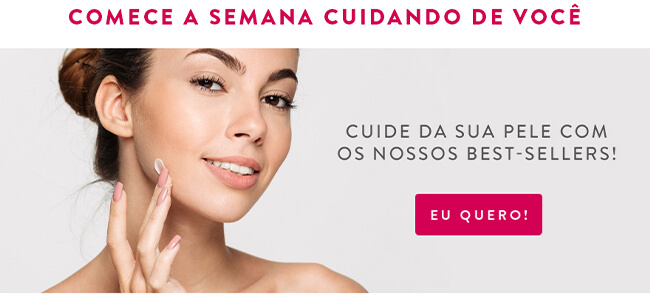 COMECE A SEMANA CUIDANDO DE VOCÊ
CUIDE DA SUA PELE COM
OS NOSSOS BEST-SELLERS!
EU QUERO!